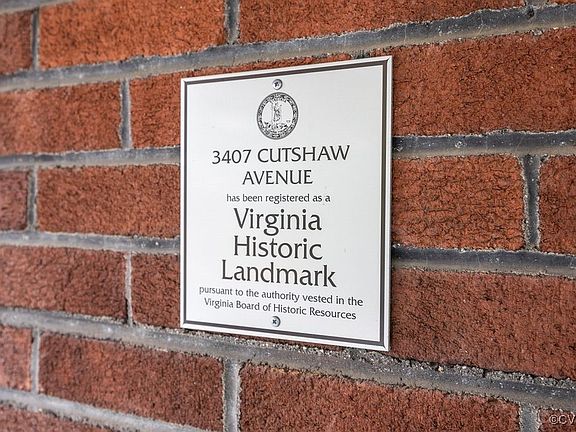 3407 CUTSHAW
AVENUE
has been registered as a
Virginia
Historic
Landmark
pursuant to the authority vested in the
Virginia Board of Historic Resources
©CV